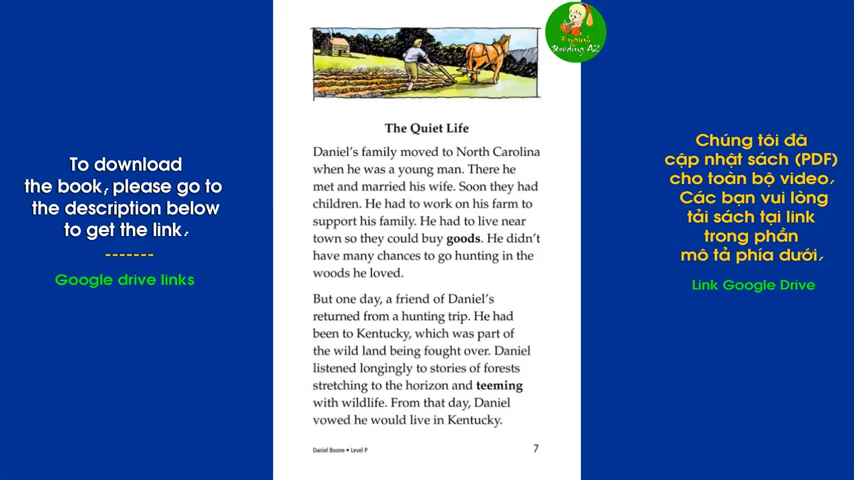 To download
the book, please go to
the description below
to get the link,
-------
Google drive links
The Quiet Life
Daniel's family moved to North Carolina
when he was a young man. There he
met and married his wife. Soon they had
children. He had to work on his farm to
support his family. He had to live near
town so they could buy goods. He didn't
have many chances to go hunting in the
woods he loved.
But one day, a friend of Daniel's
returned from a hunting trip. He had
been to Kentucky, which was part of
the wild land being fought over. Daniel
listened longingly to stories of forests
stretching to the horizon and teeming
with wildlife. From that day, Daniel
vowed he would live in Kentucky.
Daniel Boone • Level P
7
Reading AZ
Chúng tôi đã
cập nhật sách (PDF)
cho toàn bộ video,
Các bạn vui lòng
tải sách tại link
trong phần
mô tả phía dưới,
Link Google Drive